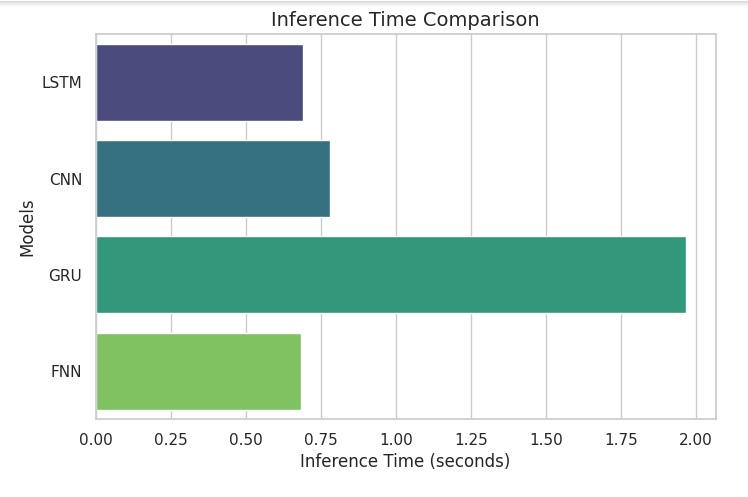 Inference Time Comparison
LSTM
CNN
GRU
FNN
Models
0.00 0.25 0.50 0.75 1.00 1.25 1.50 1.75 2.00
Inference Time (seconds)